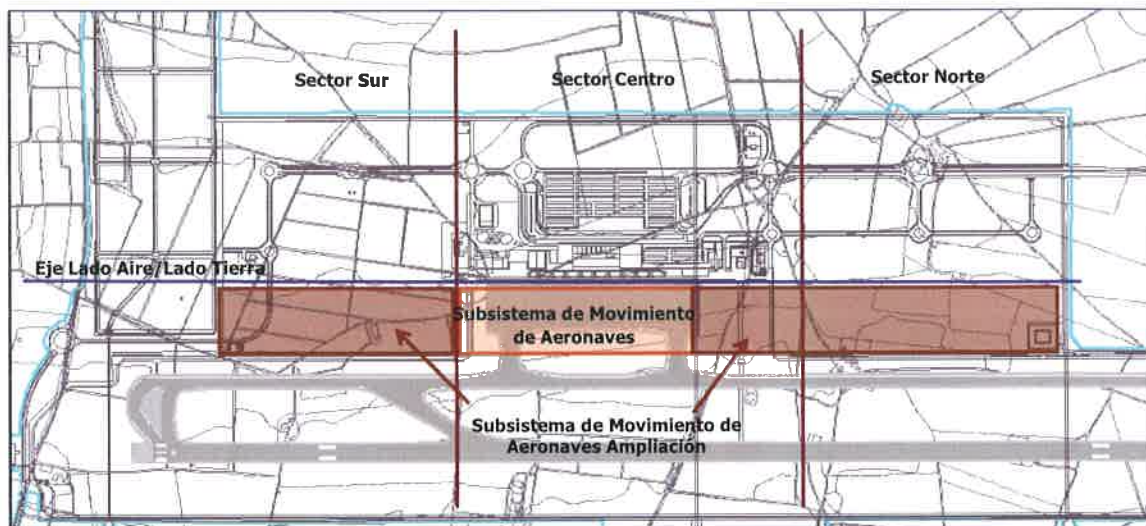 Sector Sur
Sector Centro
Sector Norte
Eje Lado Aire/Lado Tierra
Subsistema de Movimiento
de Aeronaves
Subsistema de Movimiento de
Aeronaves Ampliación